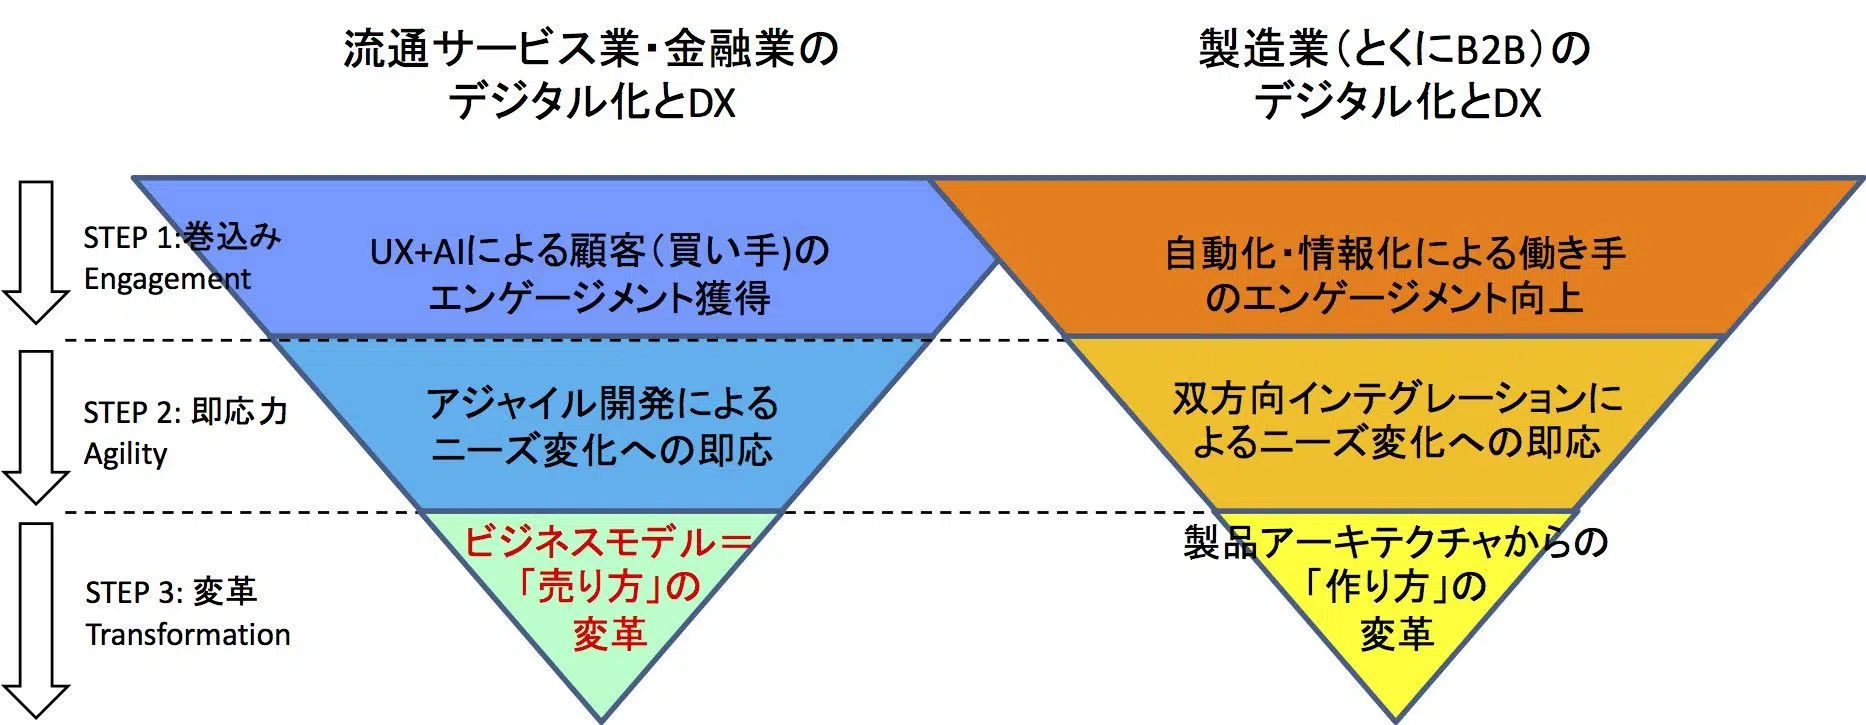 流通サービス業・金融業の
デジタル化とDX
製造業（とくにB2B）の
デジタル化とDX
STEP 1:巻込み
Engagement
UX+AIによる顧客（買い手)の
エンゲージメント獲得
自動化・情報化による働き手
のエンゲージメント向上
STEP 2: 即応力
Agility
アジャイル開発による
ニーズ変化への即応
双方向インテグレーションに
よるニーズ変化への即応
STEP 3: 変革
Transformation
ビジネスモデル＝
「売り方」の
変革
製品アーキテクチャからの
「作り方」の
変革